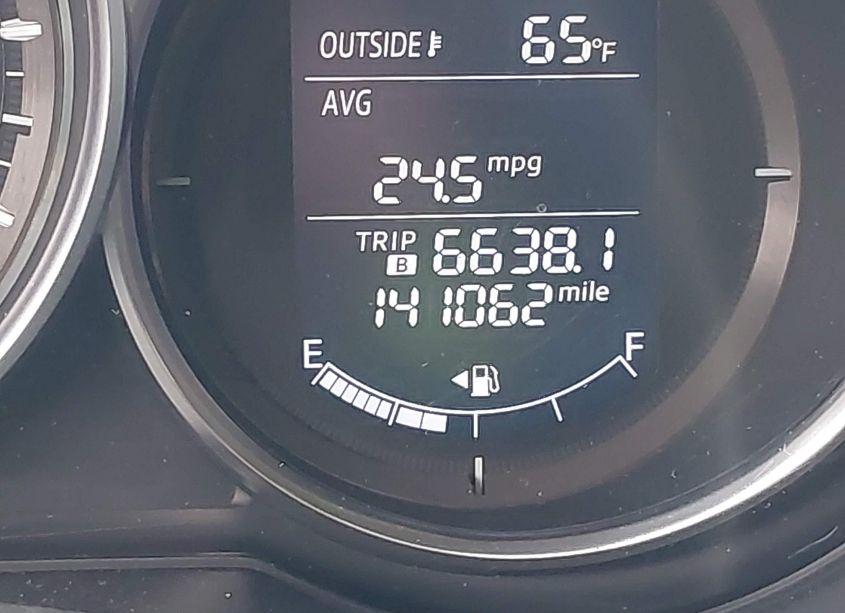 OUTSIDE 65°F
AVG
24.5 mpg
TRIP B 6638.1
141062 mile
E F